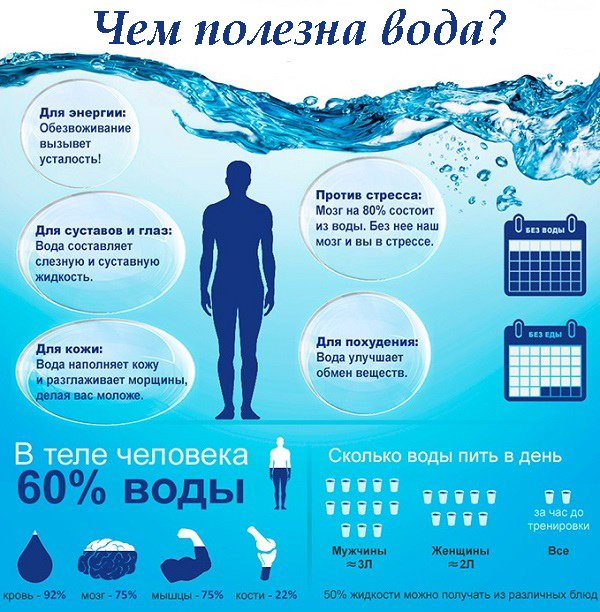 Чем полезна вода?
Для энергии:
Обезвоживание
вызывет
усталость!
Для суставов и глаз:
Вода составляет
слезную и суставную
жидкость.
Для кожи:
Вода наполняет кожу
и разглаживает морщины,
делая вас моложе.
Против стресса:
Мозг на 80% состоит
из воды. Без нее наш
мозг и вы в стрессе.
Для похудения:
Вода улучшает
обмен веществ.
БЕЗ ВОДЫ
БЕЗ ЕДЫ
В теле человека
60% воды
кровь - 92%
мозг - 75%
мышцы - 75%
кости - 22%
Сколько воды пить в день
Мужчины
≈3Л
Женщины
≈2Л
за час до
тренировки
Все
50% жидкости можно получать из различных блюд